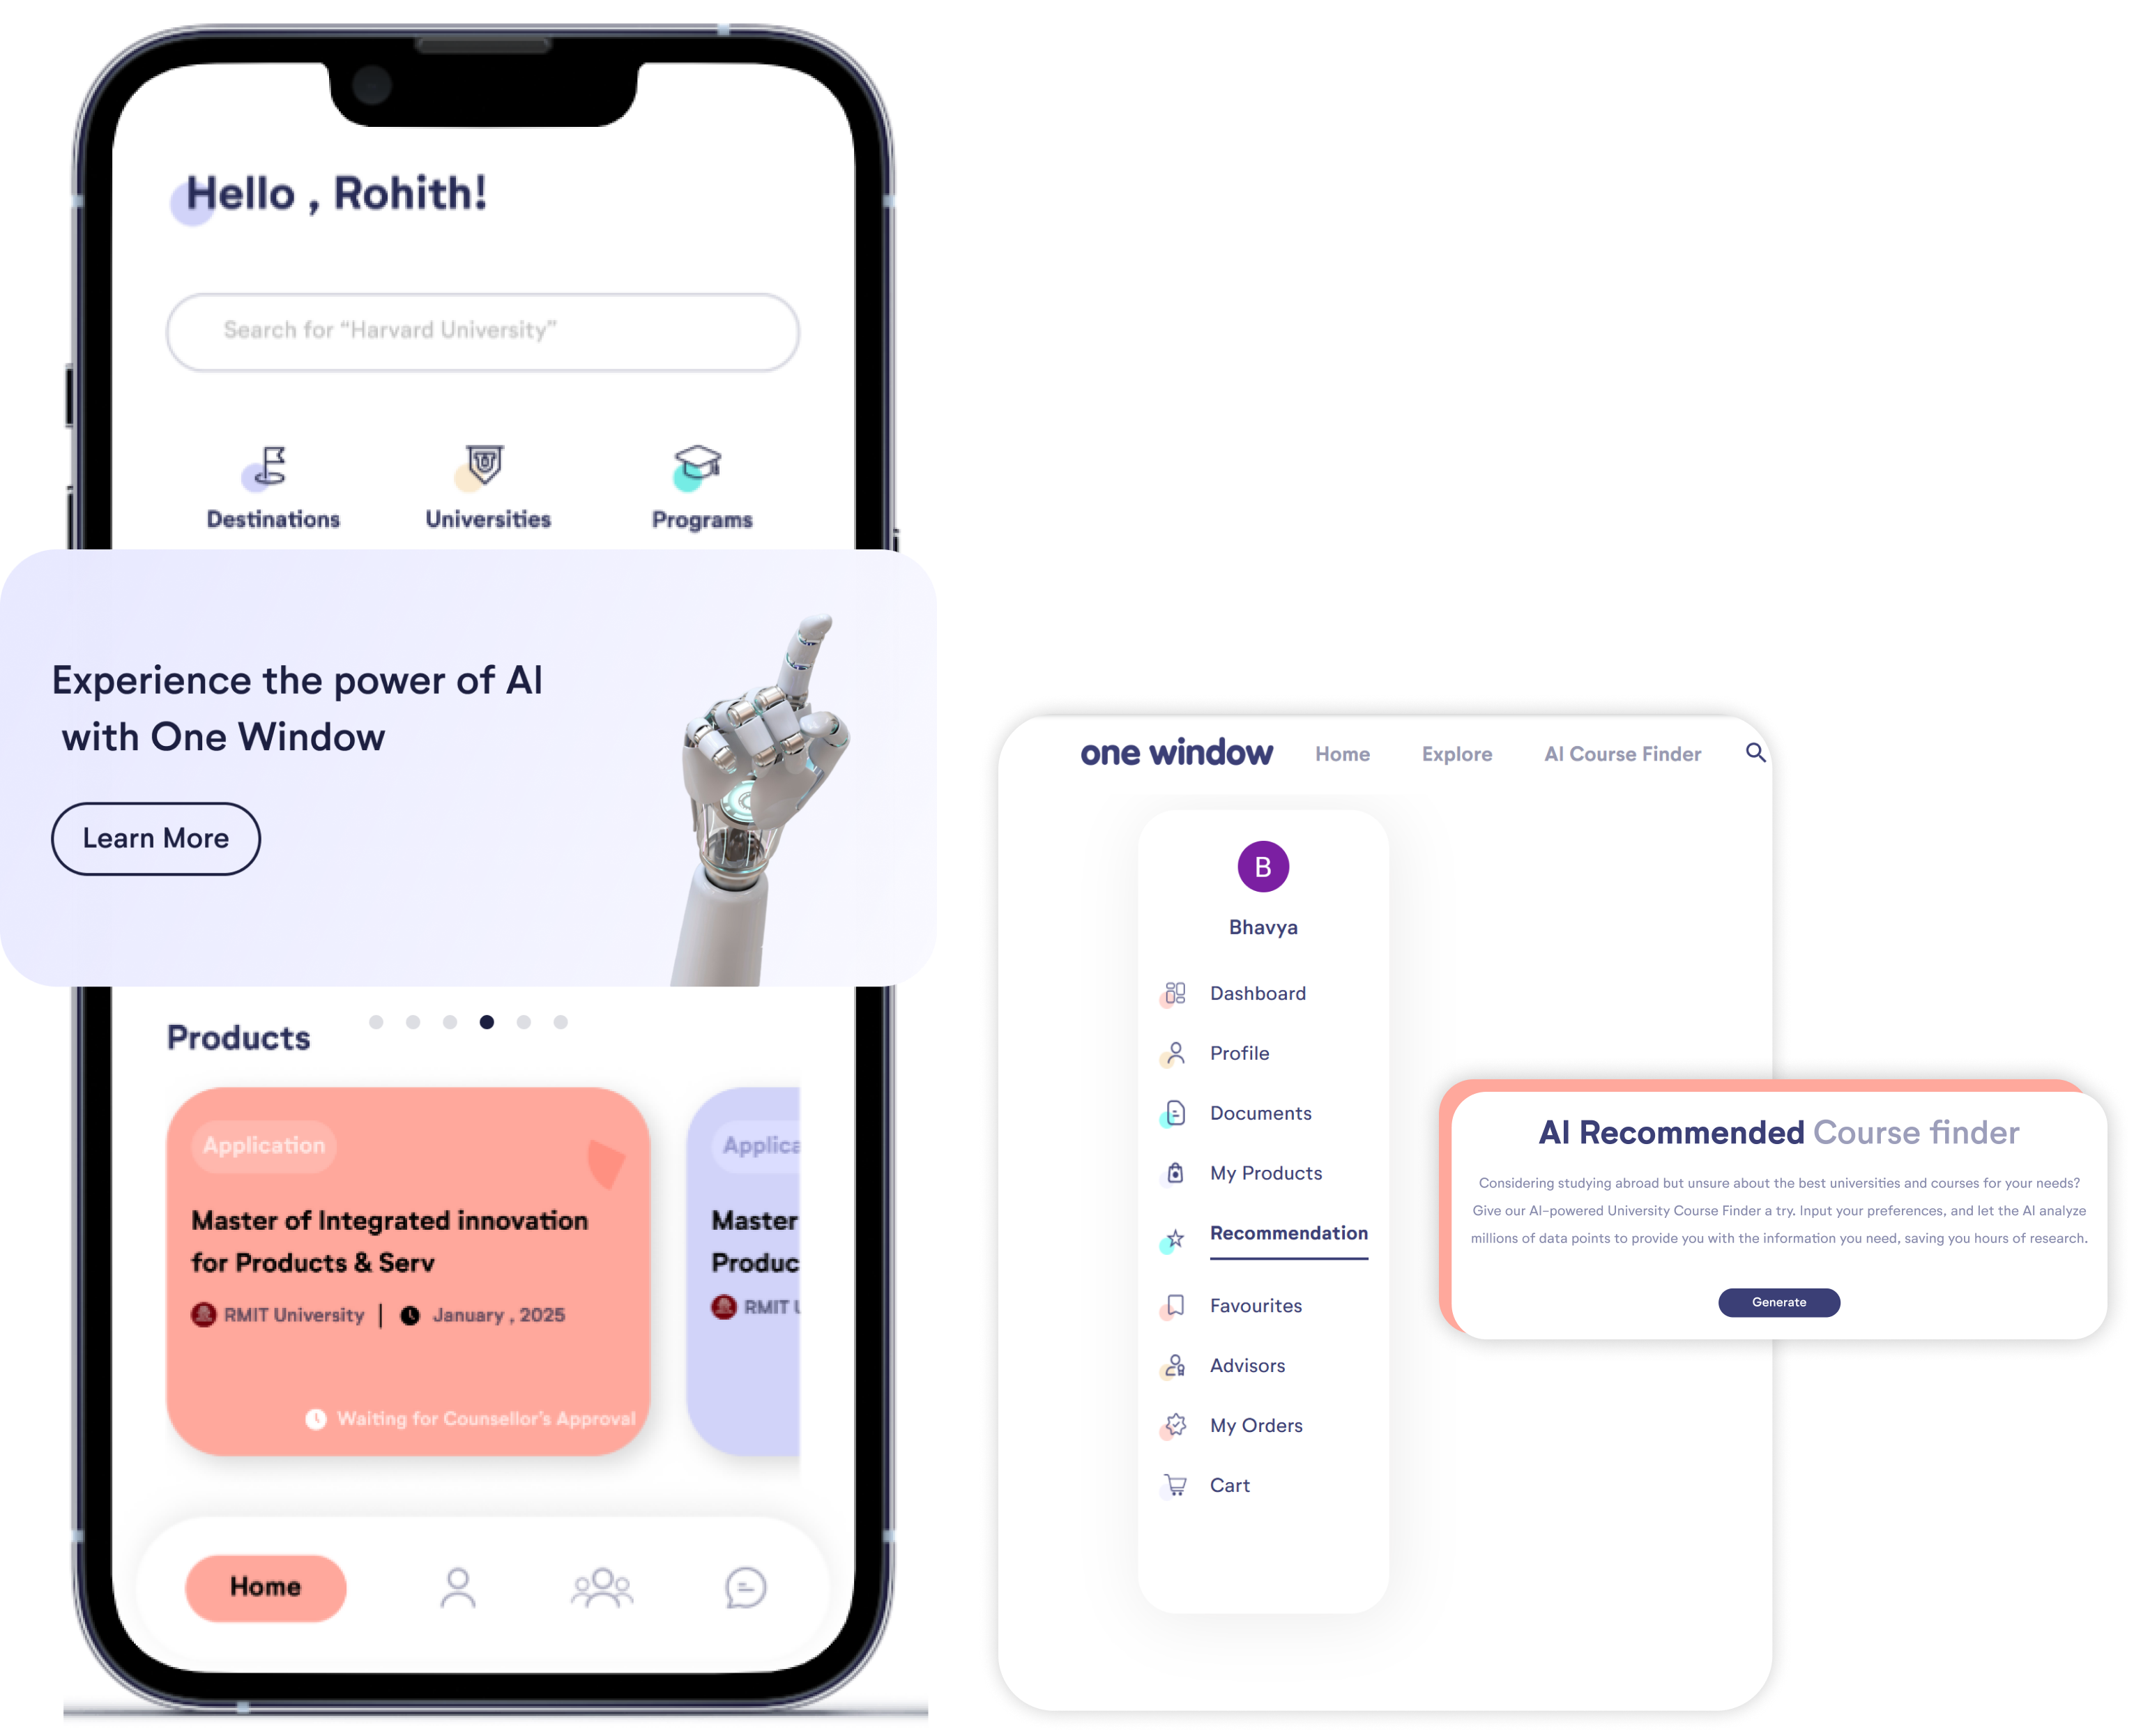 Hello , Rohith!
Search for “Harvard University”
Destinations
Universities
Programs
Experience the power of AI
with One Window
Learn More
Products
Application
Master of Integrated innovation
for Products & Serv
RMIT University
January , 2025
Waiting for Counsellor’s Approval
Applica
Master
Produc
RMIT U
Home
one window
Home
Explore
AI Course Finder
B
Bhavya
Dashboard
Profile
Documents
My Products
Recommendation
Favourites
Advisors
My Orders
Cart
AI Recommended Course finder
Considering studying abroad but unsure about the best universities and courses for your needs?
Give our AI-powered University Course Finder a try. Input your preferences, and let the AI analyze
millions of data points to provide you with the information you need, saving you hours of research.
Generate